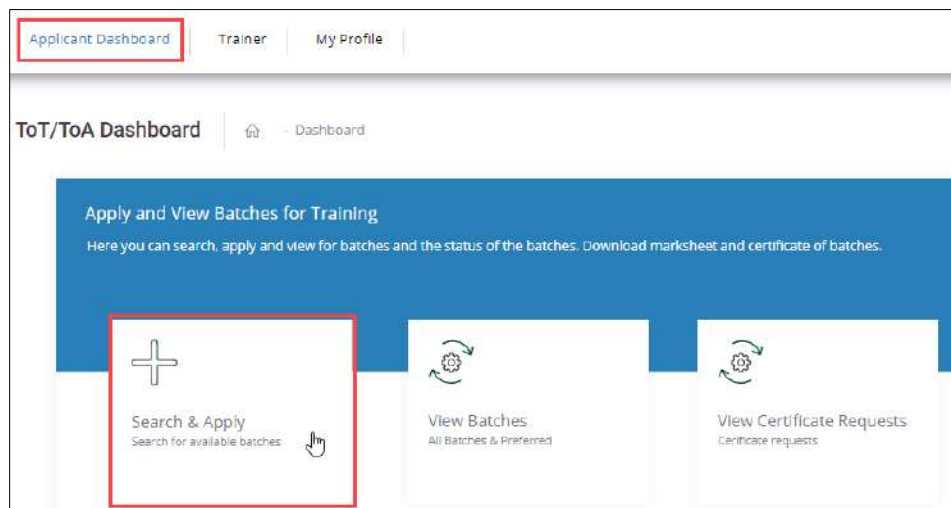 Applicant Dashboard Trainer My Profile
ToT/ToA Dashboard - Dashboard
Apply and View Batches for Training
Here you can search, apply and view for batches and the status of the batches. Download marksheet and certificate of batches.
Search & Apply
Search for available batches
View Batches
All Batches & Preferred
View Certificate Requests
Cerificate requests